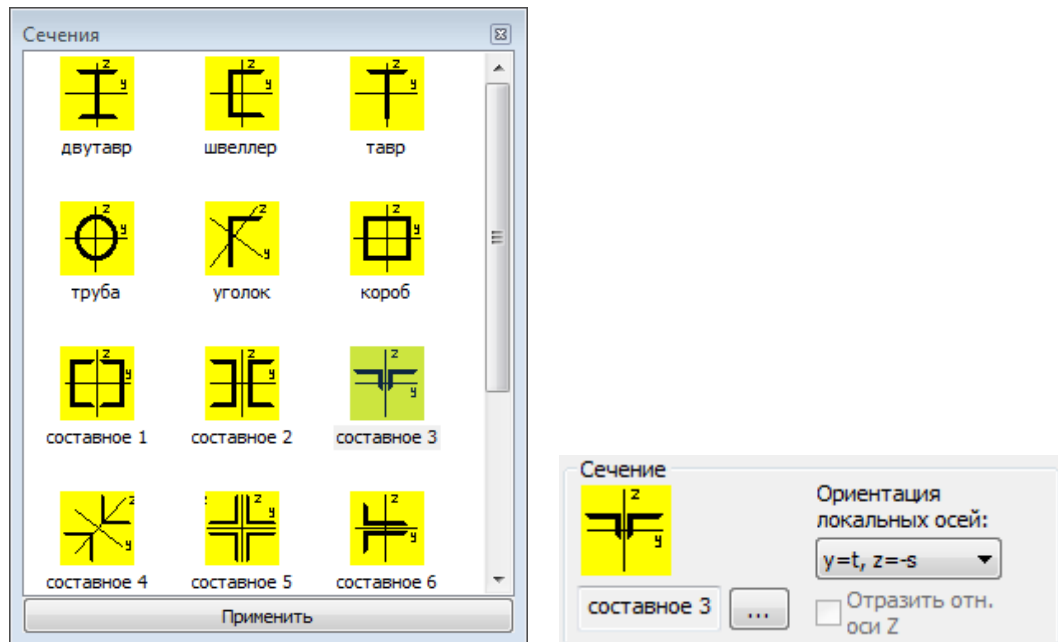 Сечения
z y z y z y
двутавр швеллер тавр
z y z y z y
труба уголок короб
z y z y z y
составное 1 составное 2 составное 3
z y z y z y
составное 4 составное 5 составное 6
Применить
Сечение
z
y
составное 3
...
Ориентация
локальных осей:
y=t, z=-s
Отразить отн.
оси Z